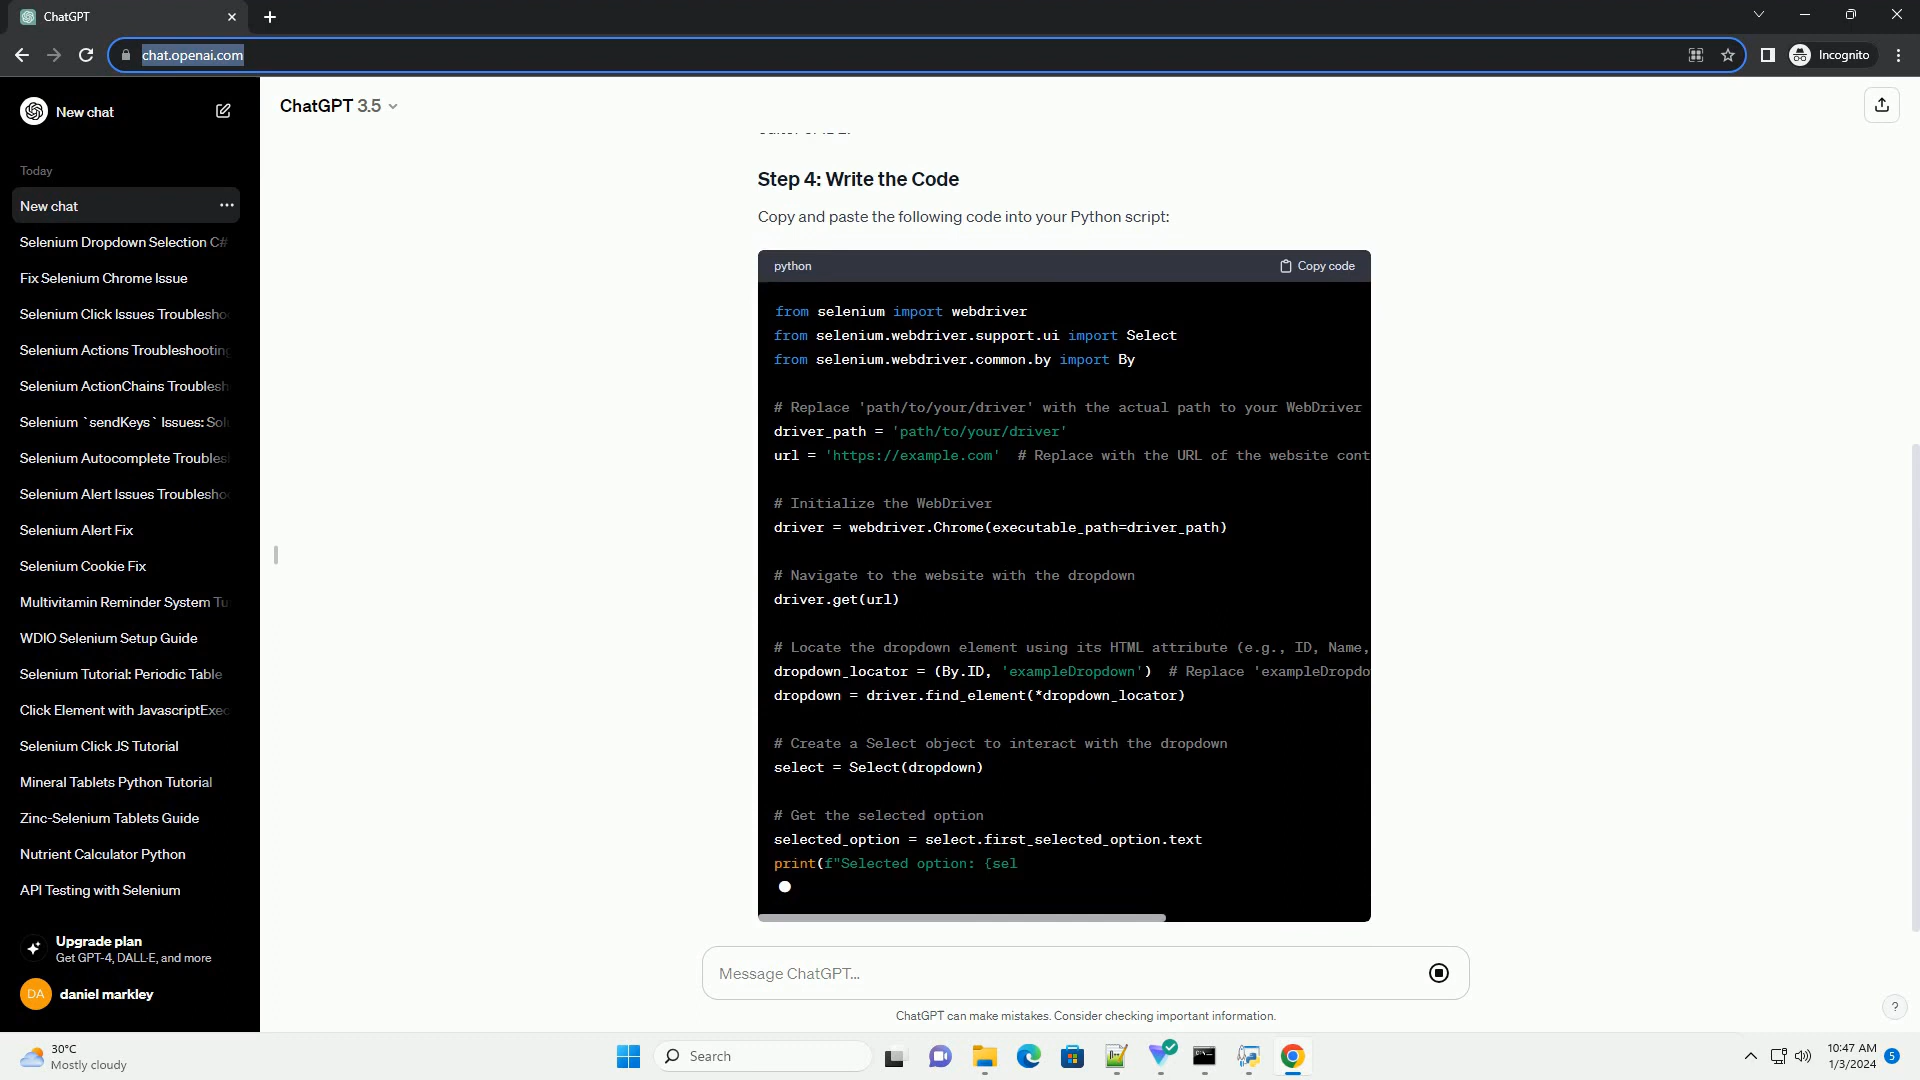 ChatGPT
chat.openai.com
Incognito
New chat
Today
New chat
Selenium Dropdown Selection C#
Fix Selenium Chrome Issue
Selenium Click Issues Troublesho
Selenium Actions Troubleshooting
Selenium ActionChains Troublesh
Selenium `sendKeys` Issues: Sol
Selenium Autocomplete Troubles
Selenium Alert Issues Troublesho
Selenium Alert Fix
Selenium Cookie Fix
Multivitamin Reminder System Tu
WDIO Selenium Setup Guide
Selenium Tutorial: Periodic Table
Click Element with JavascriptExec
Selenium Click JS Tutorial
Mineral Tablets Python Tutorial
Zinc-Selenium Tablets Guide
Nutrient Calculator Python
API Testing with Selenium
Upgrade plan
Get GPT-4, DALL·E, and more
DA
daniel markley
ChatGPT 3.5
Step 4: Write the Code
Copy and paste the following code into your Python script:
python
Copy code
from selenium import webdriver
from selenium.webdriver.support.ui import Select
from selenium.webdriver.common.by import By
# Replace 'path/to/your/driver' with the actual path to your WebDriver
driver_path = 'path/to/your/driver'
url = 'https://example.com'  # Replace with the URL of the website cont
# Initialize the WebDriver
driver = webdriver.Chrome(executable_path=driver_path)
# Navigate to the website with the dropdown
driver.get(url)
# Locate the dropdown element using its HTML attribute (e.g., ID, Name,
dropdown_locator = (By.ID, 'exampleDropdown')  # Replace 'exampleDropdo
dropdown = driver.find_element(*dropdown_locator)
# Create a Select object to interact with the dropdown
select = Select(dropdown)
# Get the selected option
selected_option = select.first_selected_option.text
print(f"Selected option: {sel
Message ChatGPT...
ChatGPT can make mistakes. Consider checking important information.
?
30°C
Mostly cloudy
Search
10:47 AM
1/3/2024
5